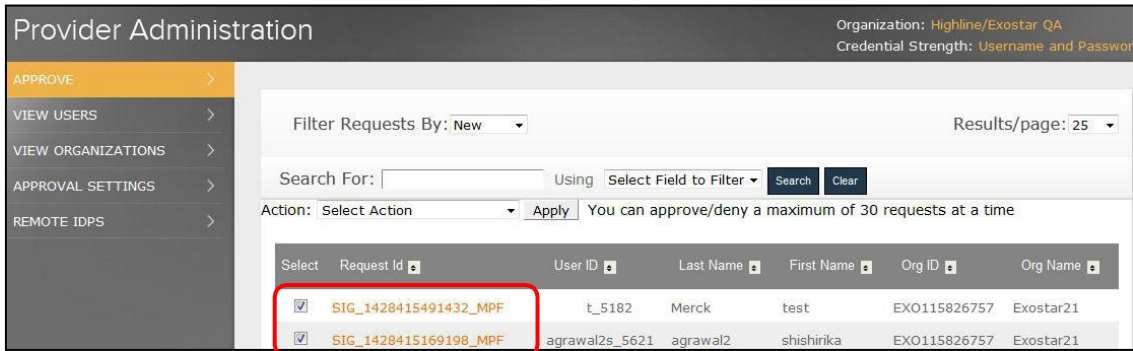 Provider Administration
Organization: Highline/Exostar QA
Credential Strength: Username and Passwor
APPROVE
VIEW USERS
VIEW ORGANIZATIONS
APPROVAL SETTINGS
REMOTE IDPS
Filter Requests By: New
Results/page: 25
Search For: Using Select Field to Filter Search Clear
Action: Select Action Apply You can approve/deny a maximum of 30 requests at a time
Select Request Id User ID Last Name First Name Org ID Org Name
SIG_1428415491432_MPF t_5182 Merck test EXO115826757 Exostar21
SIG_1428415169198_MPF agrawal2s_5621 agrawal2 shishirika EXO115826757 Exostar21